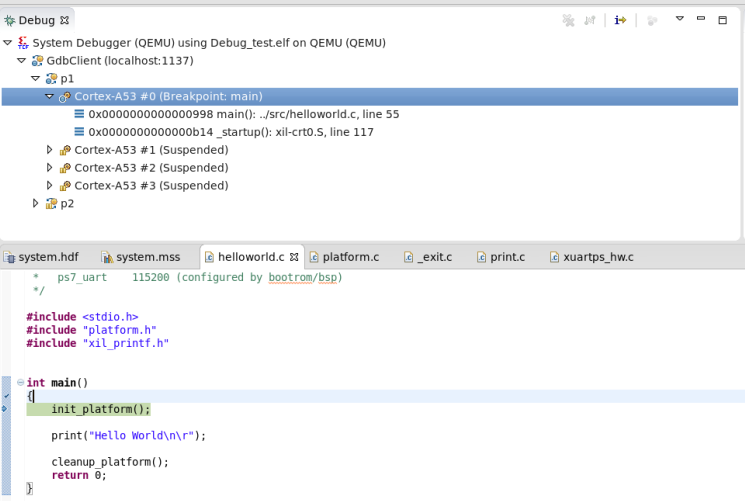 Debug
System Debugger (QEMU) using Debug_test.elf on QEMU (QEMU)
GdbClient (localhost:1137)
p1
Cortex-A53 #0 (Breakpoint: main)
0x0000000000000998 main(): ../src/helloworld.c, line 55
0x0000000000000b14 _startup(): xil-crt0.S, line 117
Cortex-A53 #1 (Suspended)
Cortex-A53 #2 (Suspended)
Cortex-A53 #3 (Suspended)
p2
system.hdf system.mss helloworld.c platform.c _exit.c print.c xuartps_hw.c
*   ps7_uart    115200 (configured by bootrom/bsp)
*/
#include <stdio.h>
#include "platform.h"
#include "xil_printf.h"
int main()
{
init_platform();
print("Hello World\n\r");
cleanup_platform();
return 0;
}